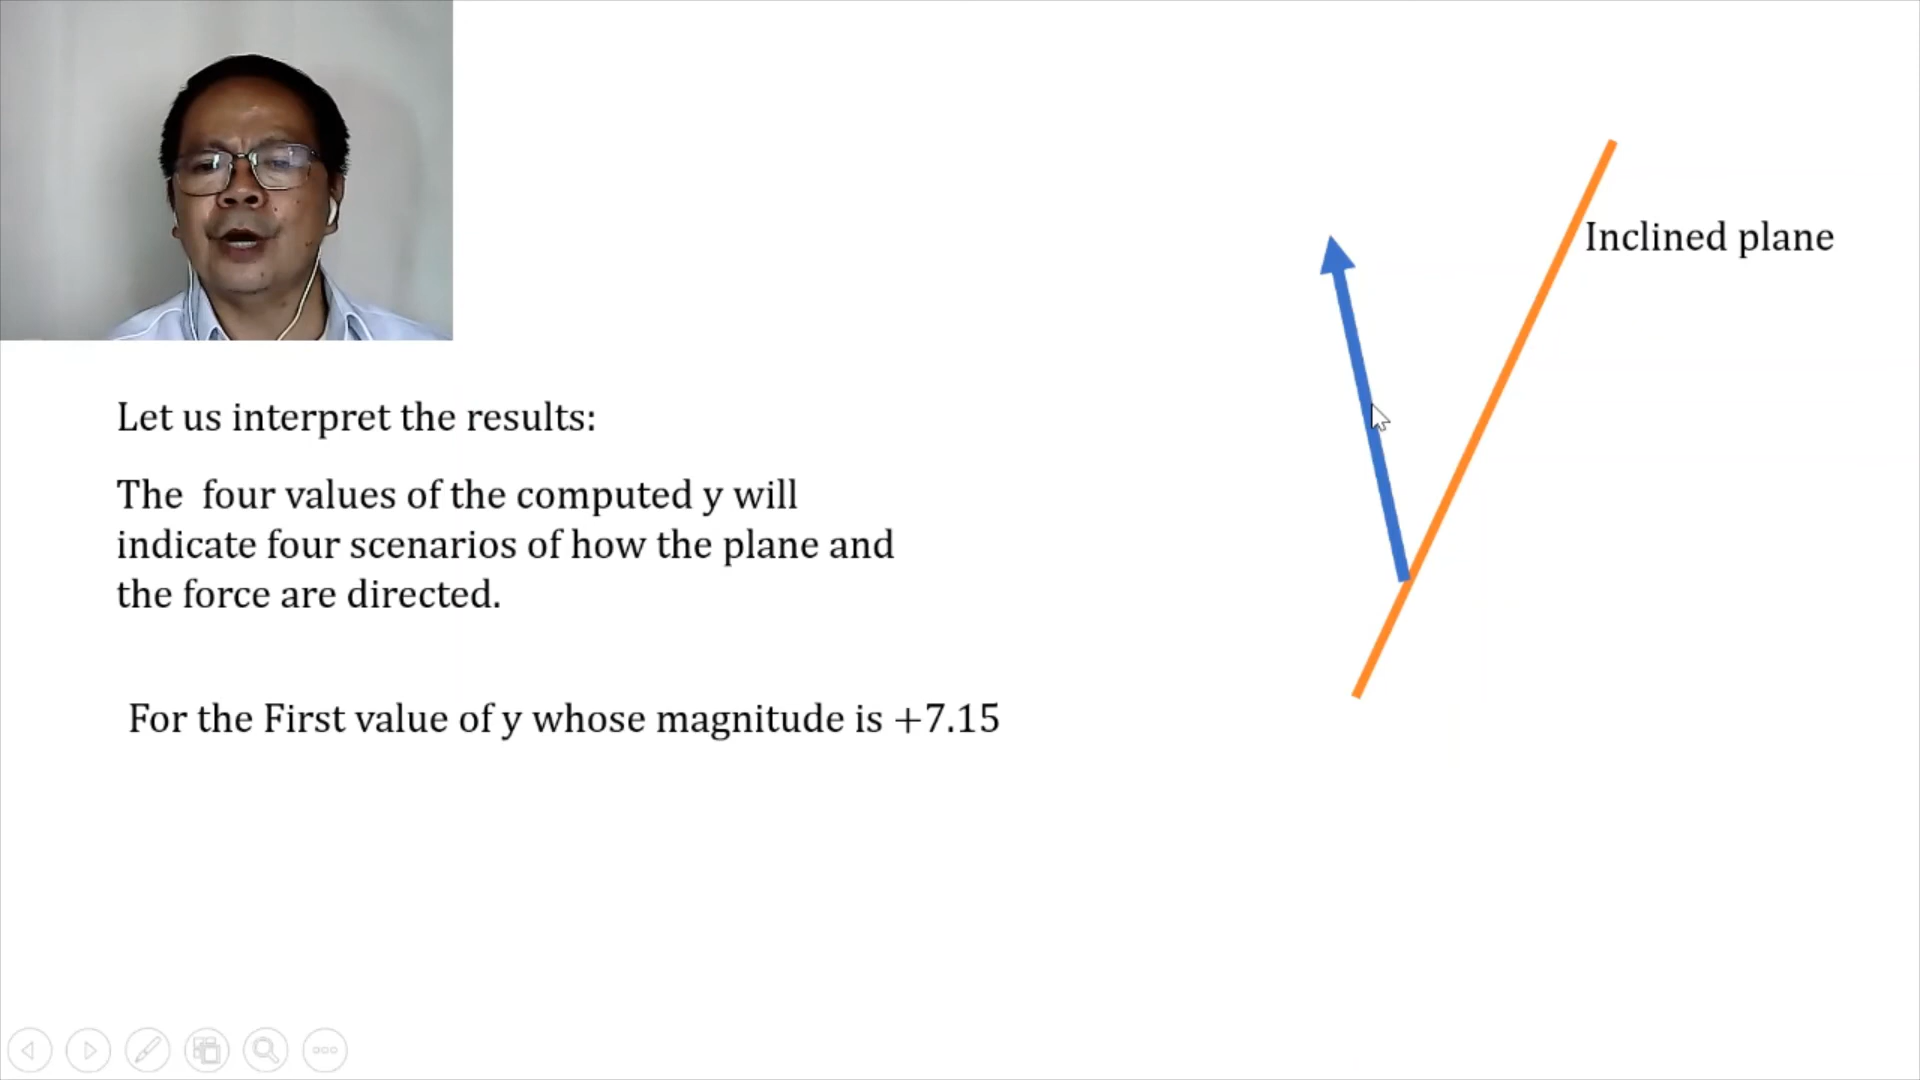 Inclined plane
Let us interpret the results:
The four values of the computed y will
indicate four scenarios of how the plane and
the force are directed.
For the First value of y whose magnitude is +7.15